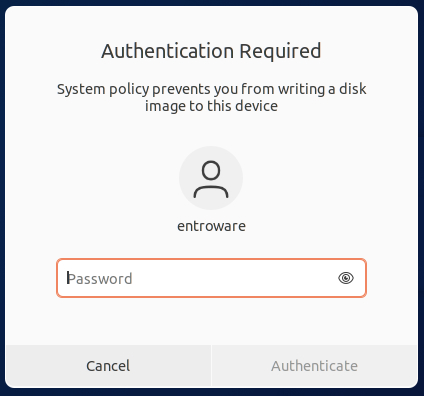 Authentication Required
System policy prevents you from writing a disk
image to this device
entroware
Password
Cancel
Authenticate